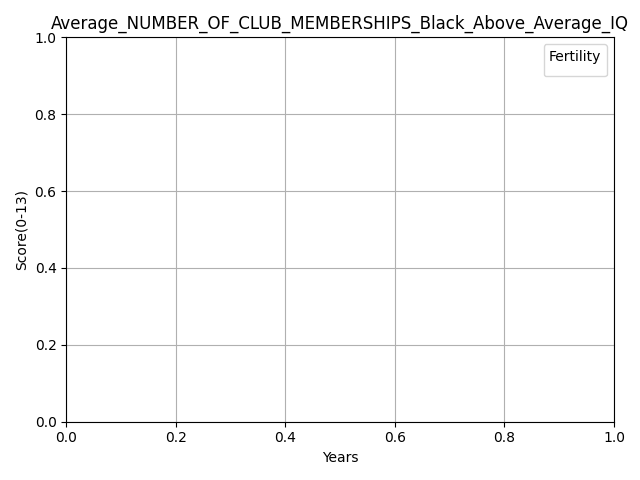 Average_NUMBER_OF_CLUB_MEMBERSHIPS_Black_Above_Average_IQ
Fertility
Score(0-13)
1.0
0.8
0.6
0.4
0.2
0.0
0.0 0.2 0.4 0.6 0.8 1.0
Years